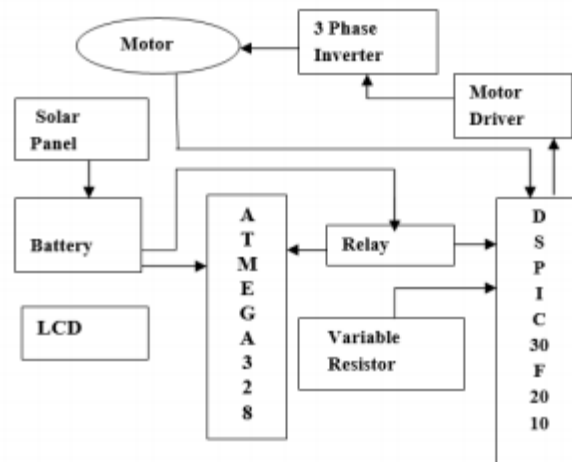 Motor
3 Phase
Inverter
Motor
Driver
Solar
Panel
Battery
LCD
A
T
M
E
G
A
3
2
8
Relay
Variable
Resistor
D
S
P
I
C
30
F
20
10